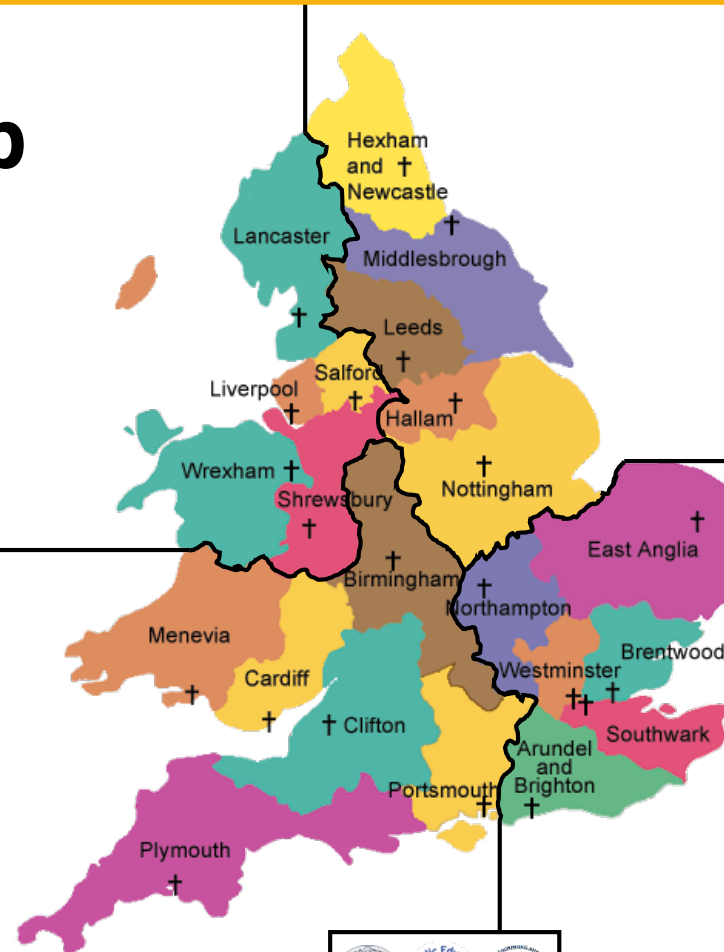 Hexham
and
Newcastle
Lancaster
Middlesbrough
Leeds
Salford
Liverpool
Hallam
Wrexham
Nottingham
Shrewsbury
East Anglia
Birmingham
Northampton
Menevia
Brentwood
Westminster
Cardiff
Clifton
Southwark
Arundel
and
Brighton
Portsmouth
Plymouth